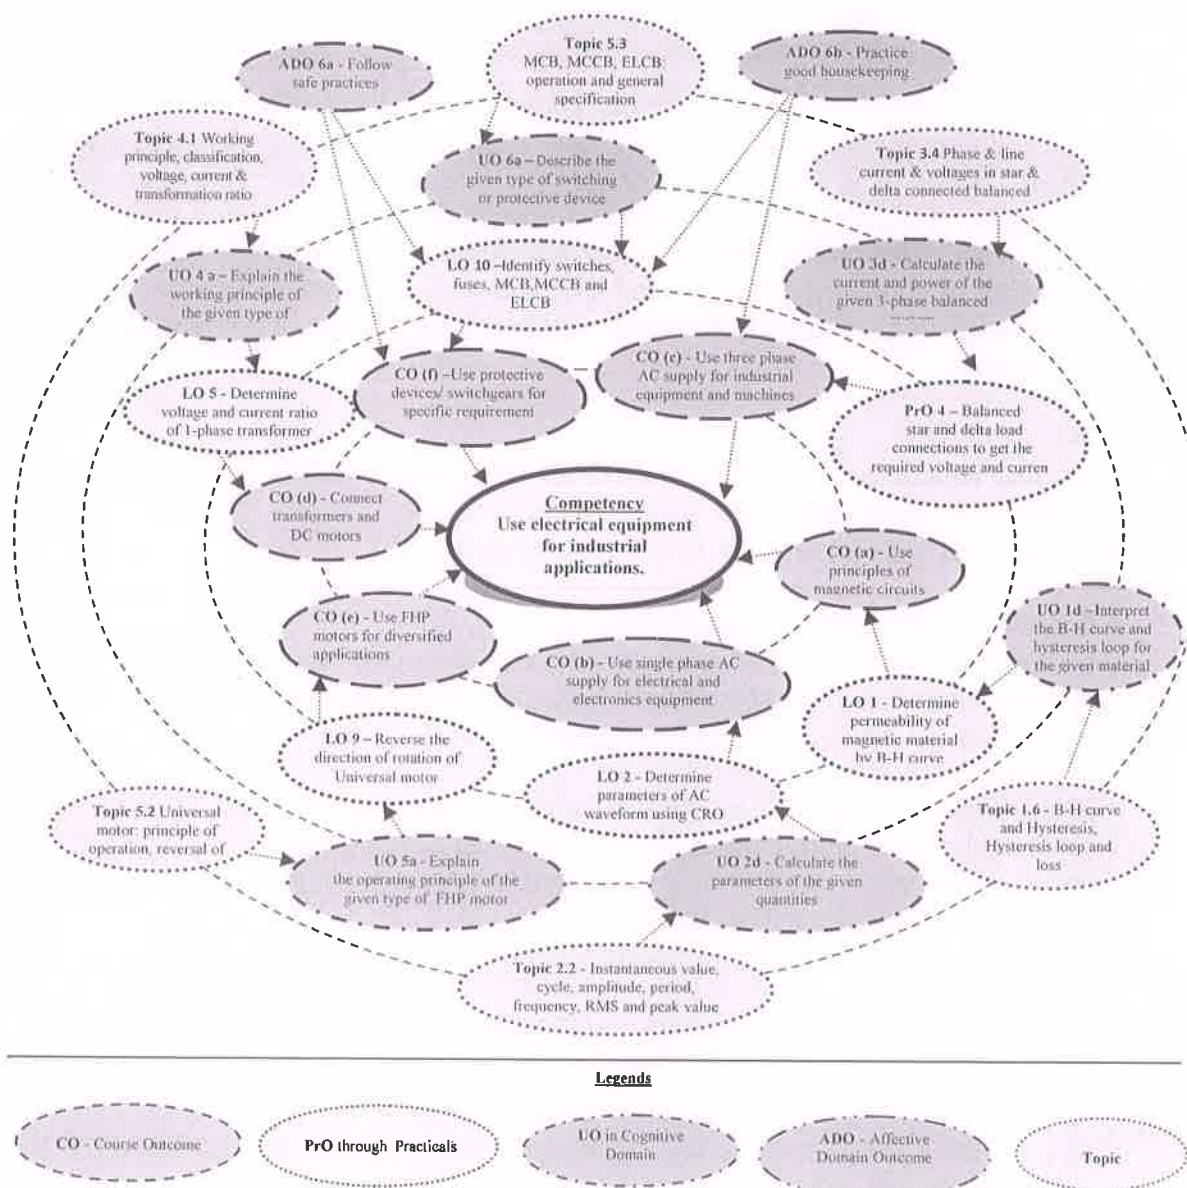 ADO 6a - Follow
safe practices
Topic 5.3
MCB, MCCB, ELCB:
operation and general
specification
ADO 6b - Practice
good housekeeping
Topic 4.1 Working
principle, classification,
voltage, current &
transformation ratio
UO 6a – Describe the
given type of switching
or protective device
Topic 3.4 Phase & line
current & voltages in star &
delta connected balanced
UO 4 a – Explain the
working principle of
the given type of
LO 10 –Identify switches,
fuses, MCB,MCCB and
ELCB
UO 3d - Calculate the
current and power of the
given 3-phase balanced
LO 5 - Determine
voltage and current ratio
of 1-phase transformer
CO (f) –Use protective
devices/ switchgears for
specific requirement
CO (c) - Use three phase
AC supply for industrial
equipment and machines
PrO 4 – Balanced
star and delta load
connections to get the
required voltage and curren
CO (d) - Connect
transformers and
DC motors
Competency
Use electrical equipment
for industrial
applications.
CO (a) - Use
principles of
magnetic circuits
CO (e) - Use FHP
motors for diversified
applications
CO (b) - Use single phase AC
supply for electrical and
electronics equipment
UO 1d –Interpret
the B-H curve and
hysteresis loop for
the given material
LO 1 - Determine
permeability of
magnetic material
by B-H curve
LO 9 – Reverse the
direction of rotation of
Universal motor
LO 2 - Determine
parameters of AC
waveform using CRO
Topic 5.2 Universal
motor: principle of
operation, reversal of
Topic 1.6 - B-H curve
and Hysteresis,
Hysteresis loop and
loss
UO 5a - Explain
the operating principle of the
given type of FHP motor
UO 2d - Calculate the
parameters of the given
quantities
Topic 2.2 - Instantaneous value,
cycle, amplitude, period,
frequency, RMS and peak value
Legends
CO - Course Outcome
PrO through Practicals
UO in Cognitive
Domain
ADO - Affective
Domain Outcome
Topic